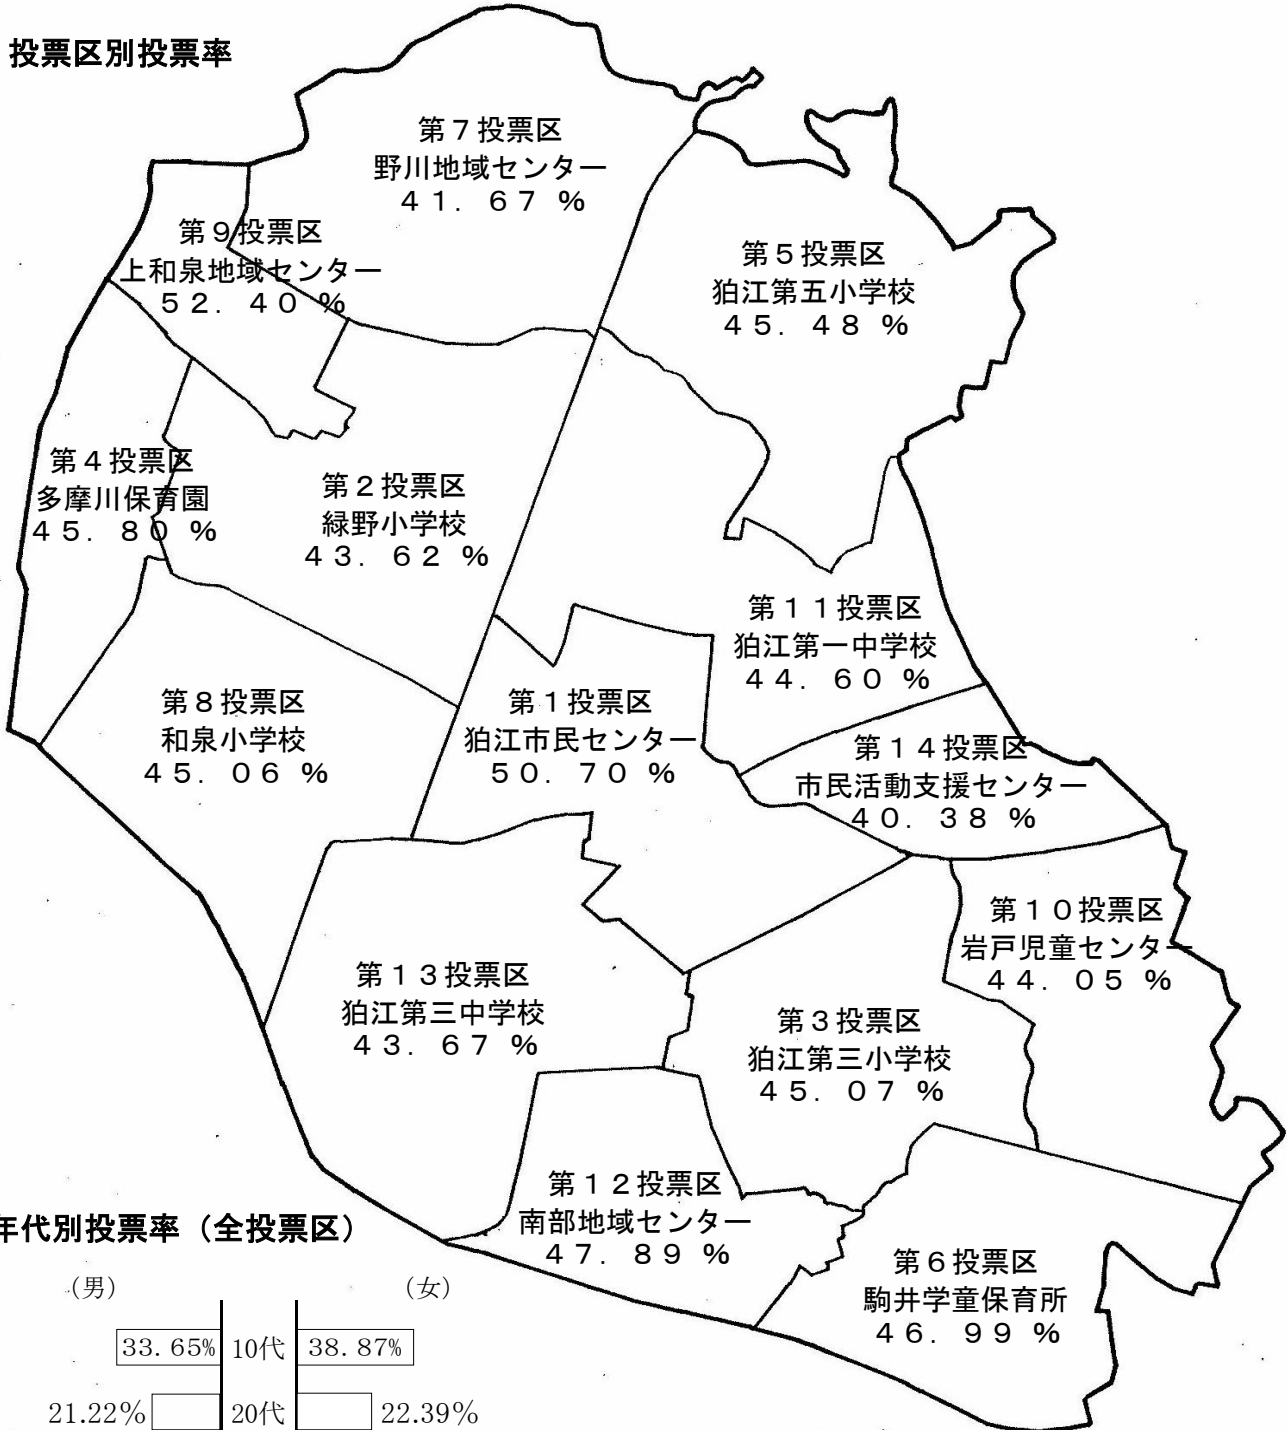 投票区別投票率
第７投票区
野川地域センター
４１．６７ %
第９投票区
上和泉地域センター
５２．４０ %
第５投票区
狛江第五小学校
４５．４８ %
第４投票区
多摩川保育園
４５．８０ %
第２投票区
緑野小学校
４３．６２ %
第１１投票区
狛江第一中学校
４４．６０ %
第８投票区
和泉小学校
４５．０６ %
第１投票区
狛江市民センター
５０．７０ %
第１４投票区
市民活動支援センター
４０．３８ %
第１０投票区
岩戸児童センター
４４．０５ %
第１３投票区
狛江第三中学校
４３．６７ %
第３投票区
狛江第三小学校
４５．０７ %
第１２投票区
南部地域センター
４７．８９ %
第６投票区
駒井学童保育所
４６．９９ %
年代別投票率（全投票区）
（男） （女）
33.65% 10代 38.87%
21.22% 20代 22.39%